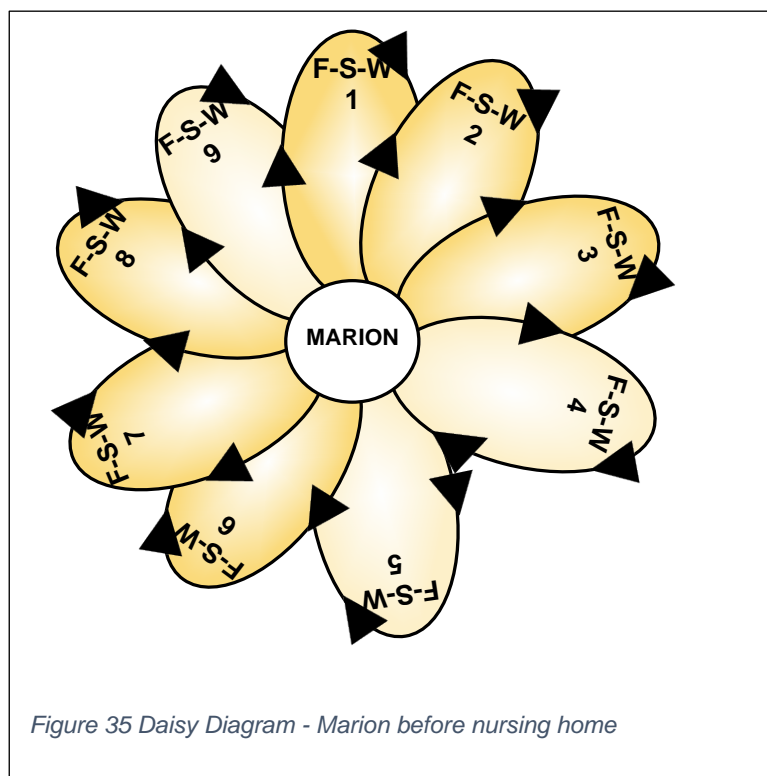 F-S-W
1
F-S-W
2
F-S-W
3
F-S-W
4
F-S-W
5
F-S-W
6
F-S-W
7
F-S-W
8
F-S-W
9
MARION
Figure 35 Daisy Diagram - Marion before nursing home